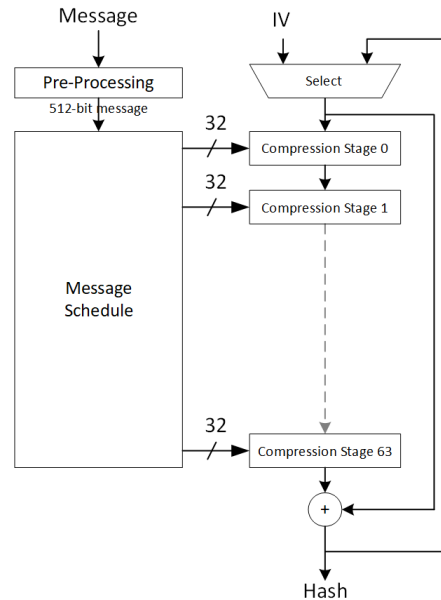 Message
IV
Pre-Processing
Select
512-bit message
32
Compression Stage 0
32
Compression Stage 1
Message
Schedule
32
Compression Stage 63
+
Hash